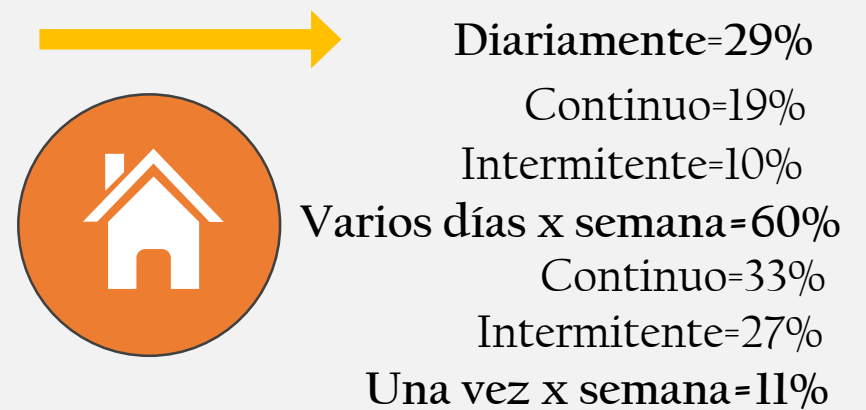 Diariamente=29%
Continuo=19%
Intermitente=10%
Varios días x semana=60%
Continuo=33%
Intermitente=27%
Una vez x semana=11%